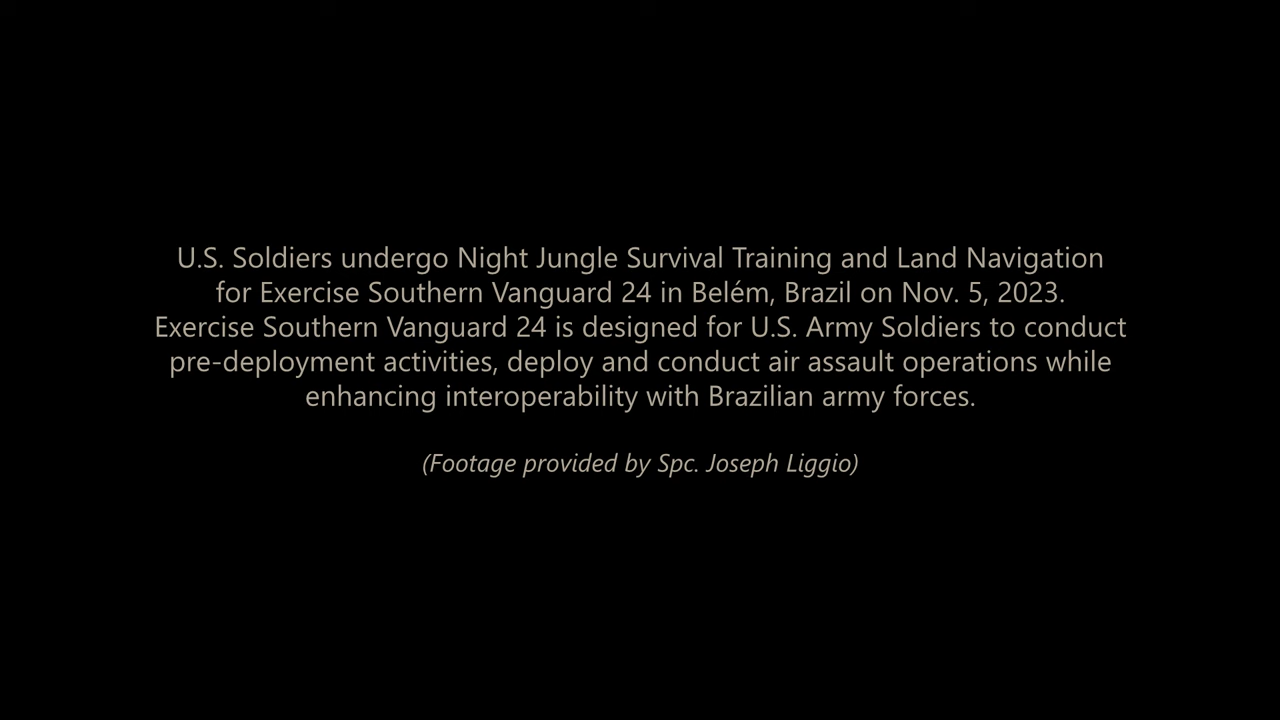 U.S. Soldiers undergo Night Jungle Survival Training and Land Navigation
for Exercise Southern Vanguard 24 in Belém, Brazil on Nov. 5, 2023.
Exercise Southern Vanguard 24 is designed for U.S. Army Soldiers to conduct
pre-deployment activities, deploy and conduct air assault operations while
enhancing interoperability with Brazilian army forces.
(Footage provided by Spc. Joseph Liggio)